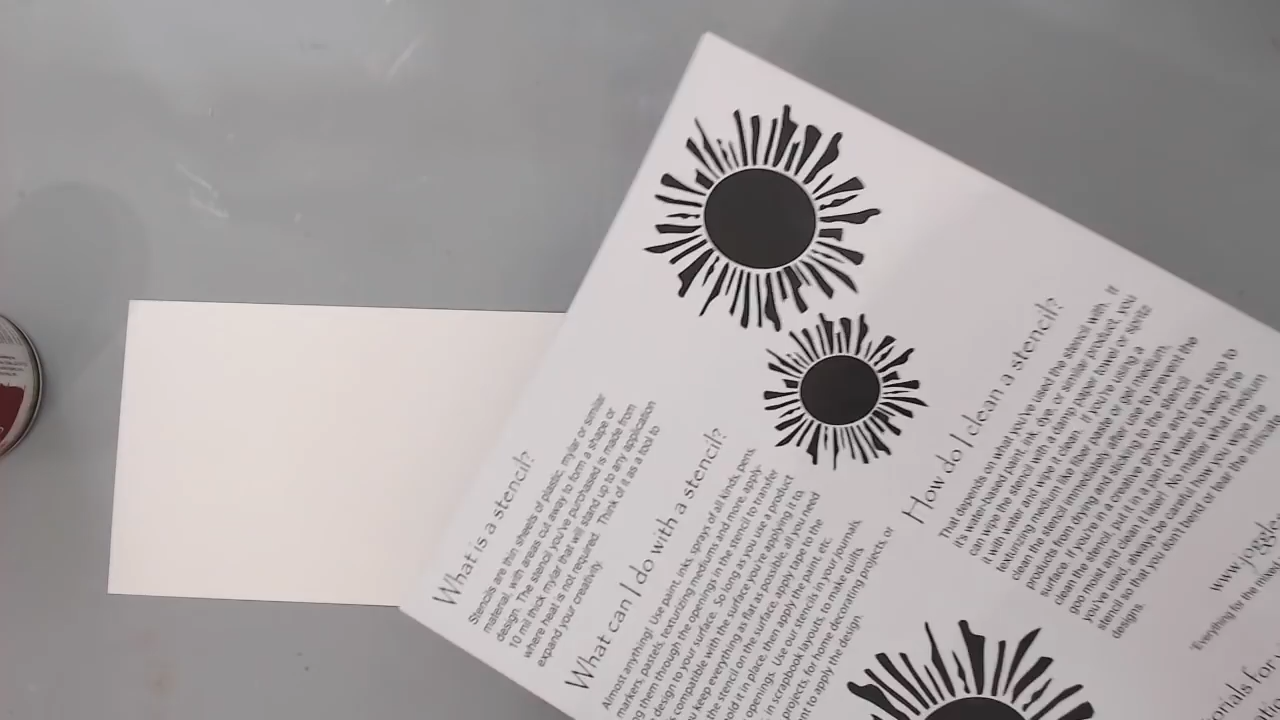 What is a stencil?
Stencils are thin sheets of plastic, mylar or similar
material, with areas cut away to form a shape or
design. The stencil you've purchased is made from
10 mil thick mylar that will stand up to any application
where heat is not required. Think of it as a tool to
expand your creativity.
What can I do with a stencil?
Almost anything! Use paint, inks, spray of all kinds, pens,
markers, pastels, texturizing mediums and more, apply-
ing them through the openings in the stencil to transfer
design to your surface. So long as you use a product
s compatible with the surface you're applying it to,
u keep everything as flat as possible, all you need
the stencil on the surface, apply tape to the
old it in place, then apply the paint, etc.
openings. Use our stencils in your journals,
in scrapbook layouts, to make quilts,
projects, for home decorating projects, or
nt to apply the design.
How do I clean a stencil?
That depends on what you've used the stencil with. If
it's water-based paint, ink, dye, or similar product, you
can wipe the stencil with a damp paper towel or spritz
it with water and wipe it clean. If you're using a
texturizing medium like fiber paste or gel medium,
clean the stencil immediately after use to prevent the
products from drying and sticking to the stencil
surface. If you're in a creative groove and can't stop to
clean the stencil, put it in a pan of water to keep the
goo moist and clean it later! No matter what medium
you've used, always be careful how you wipe the
stencil so that you don't bend or tear the intricate
designs.
"Everything for the